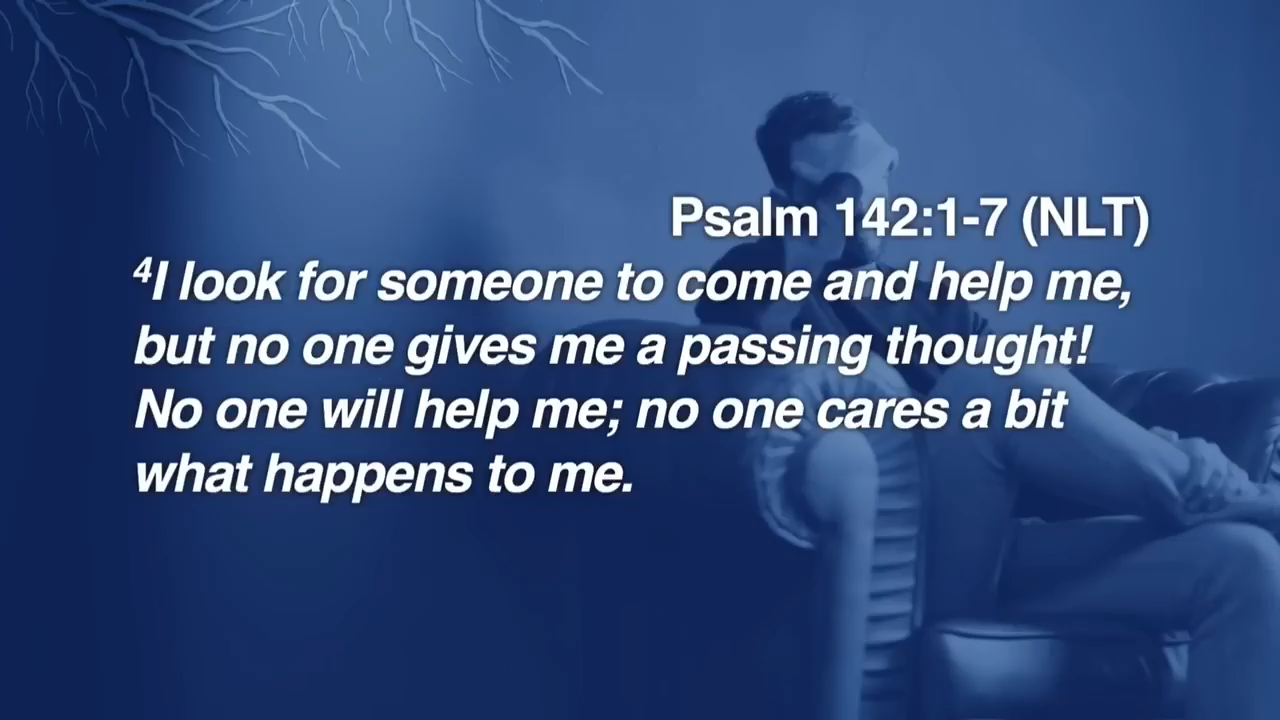 Psalm 142:1-7 (NLT)
⁴I look for someone to come and help me,
but no one gives me a passing thought!
No one will help me; no one cares a bit
what happens to me.